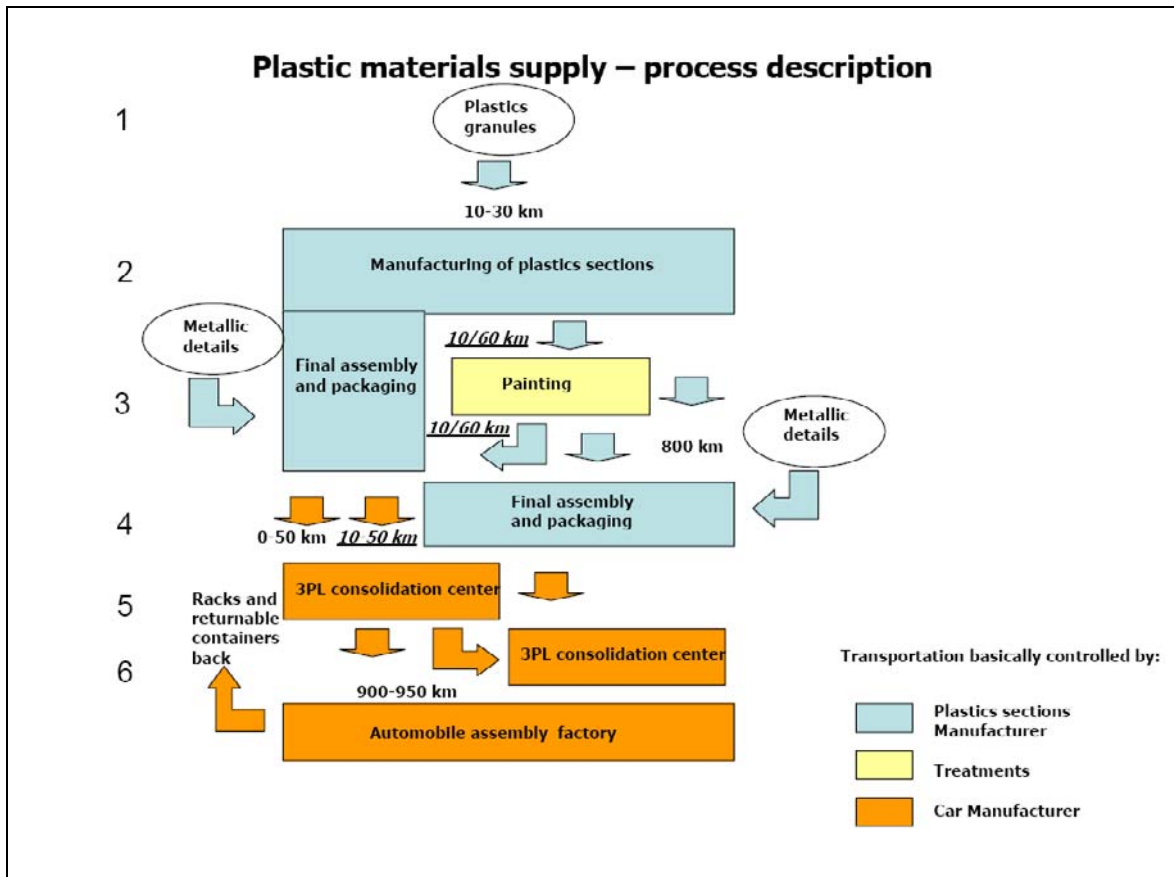 Plastic materials supply – process description
1
Plastics
granules
10-30 km
2
Manufacturing of plastics sections
Metallic
details
10/60 km
Final assembly
and packaging
Painting
3
Metallic
details
10/60 km
800 km
Final assembly
and packaging
4
0-50 km
10-50 km
3PL consolidation center
5
Racks and
returnable
containers
back
3PL consolidation center
6
Transportation basically controlled by:
900-950 km
Automobile assembly factory
Plastics sections
Manufacturer
Treatments
Car Manufacturer